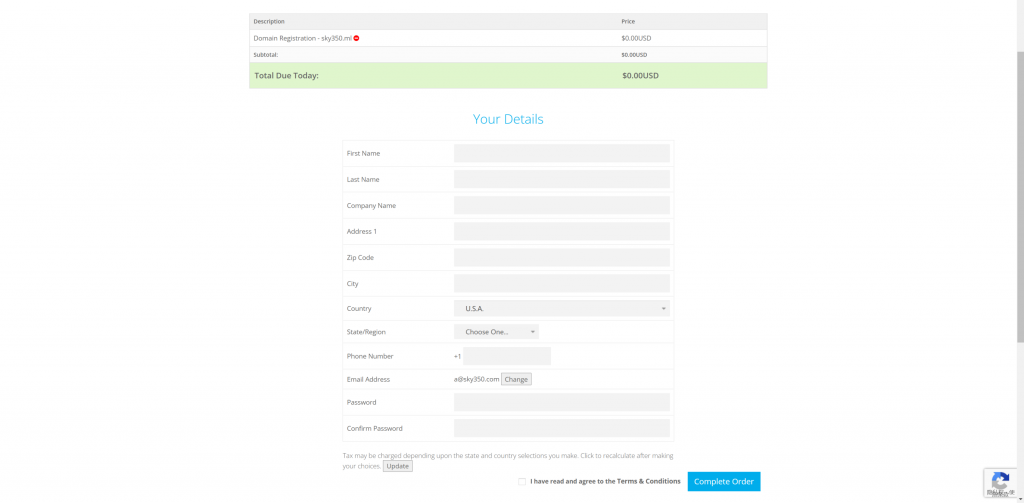 Description Price
Domain Registration - sky350.ml $0.00USD
Subtotal: $0.00USD
Total Due Today: $0.00USD
Your Details
First Name
Last Name
Company Name
Address 1
Zip Code
City
Country U.S.A.
State/Region Choose One...
Phone Number +1
Email Address a@sky350.com Change
Password
Confirm Password
Tax may be charged depending upon the state and country selections you make. Click to recalculate after making
your choices. Update
I have read and agree to the Terms & Conditions Complete Order